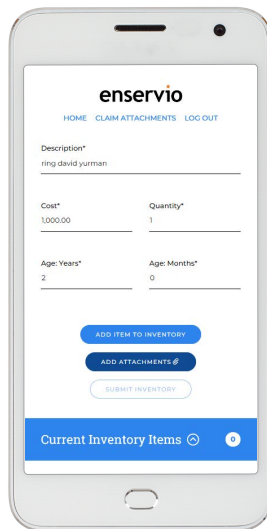 enservio
HOME CLAIM ATTACHMENTS LOG OUT
Description*
ring david yurman
Cost* Quantity*
1,000.00 1
Age: Years* Age: Months*
2 0
ADD ITEM TO INVENTORY
ADD ATTACHMENTS
SUBMIT INVENTORY
Current Inventory Items 0